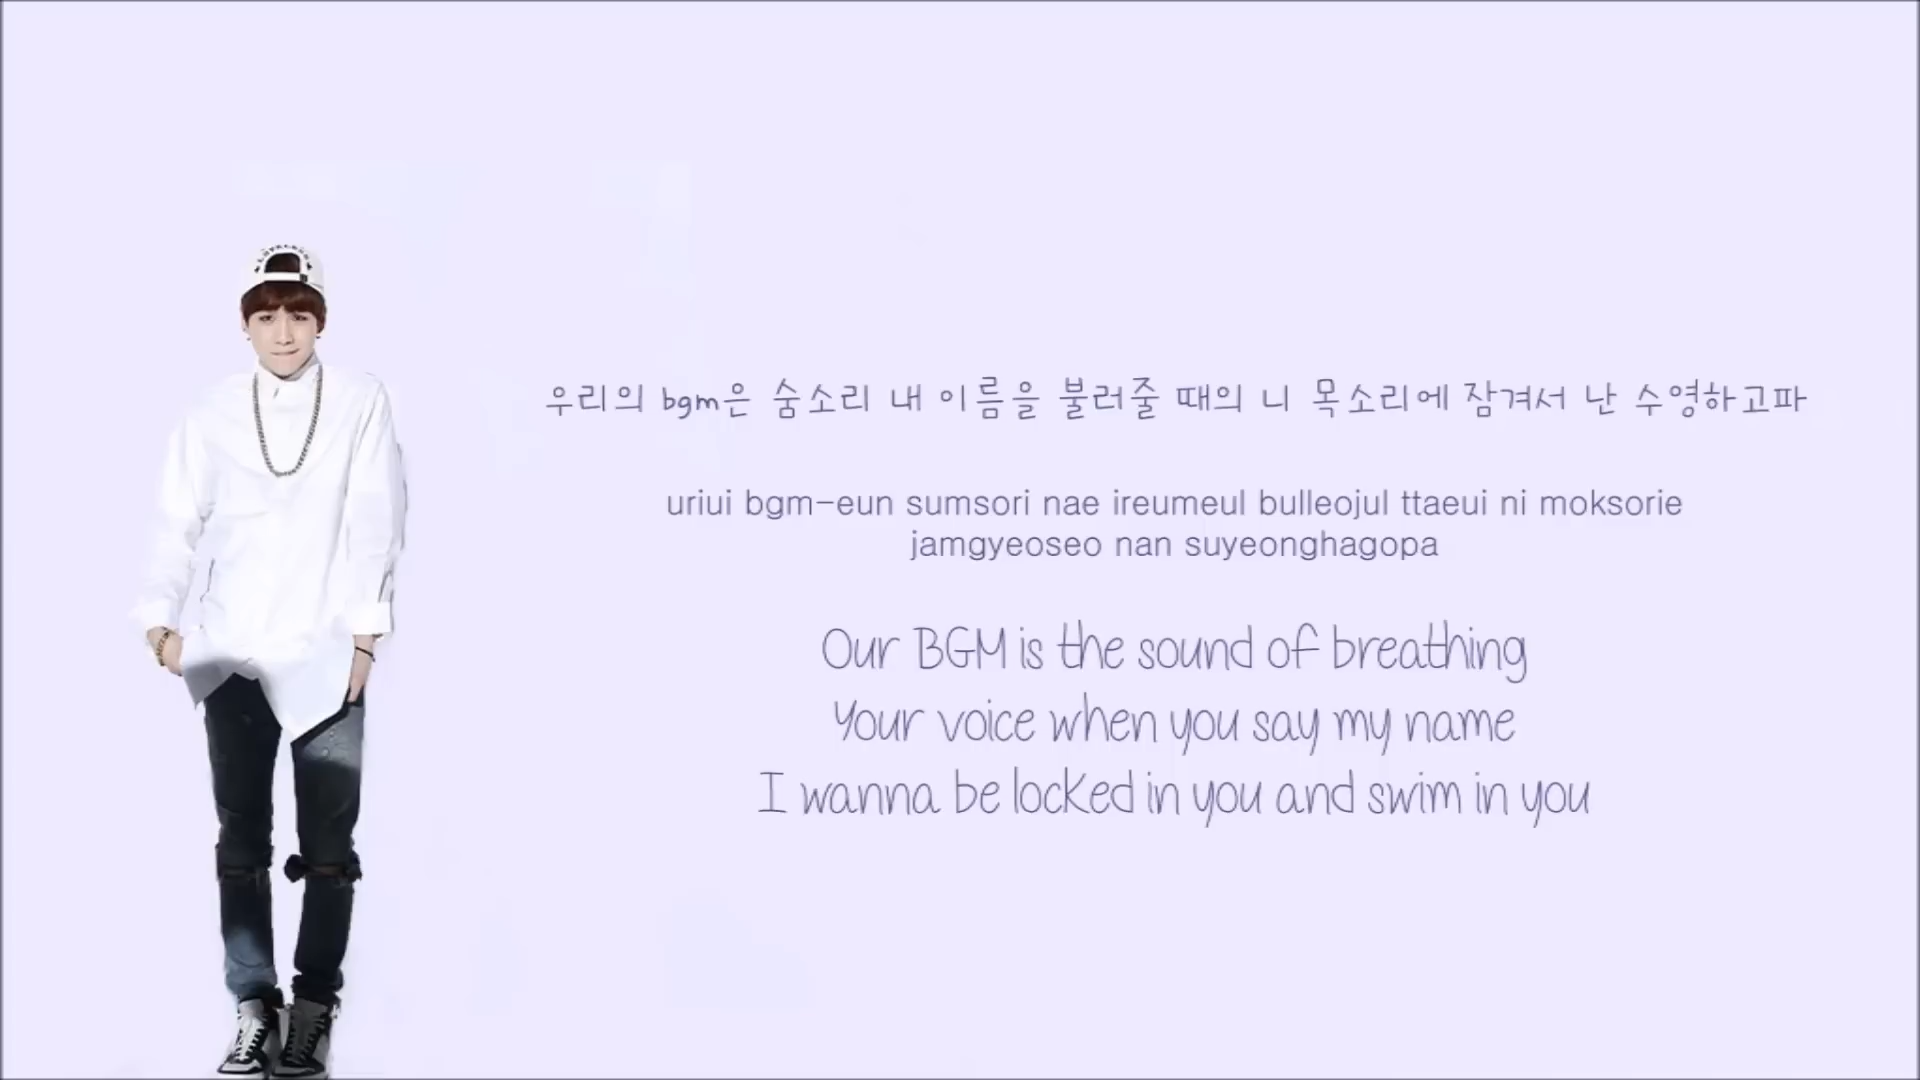 우리의 bgm은 숨소리 내 이름을 불러줄 때의 니 목소리에 잠겨서 난 수영하고파
uriui bgm-eun sumsori nae ireumeul bulleojul ttaeui ni moksorie
jamgyeoseo nan suyeonghagopa
Our BGM is the sound of breathing
Your voice when you say my name
I wanna be locked in you and swim in you